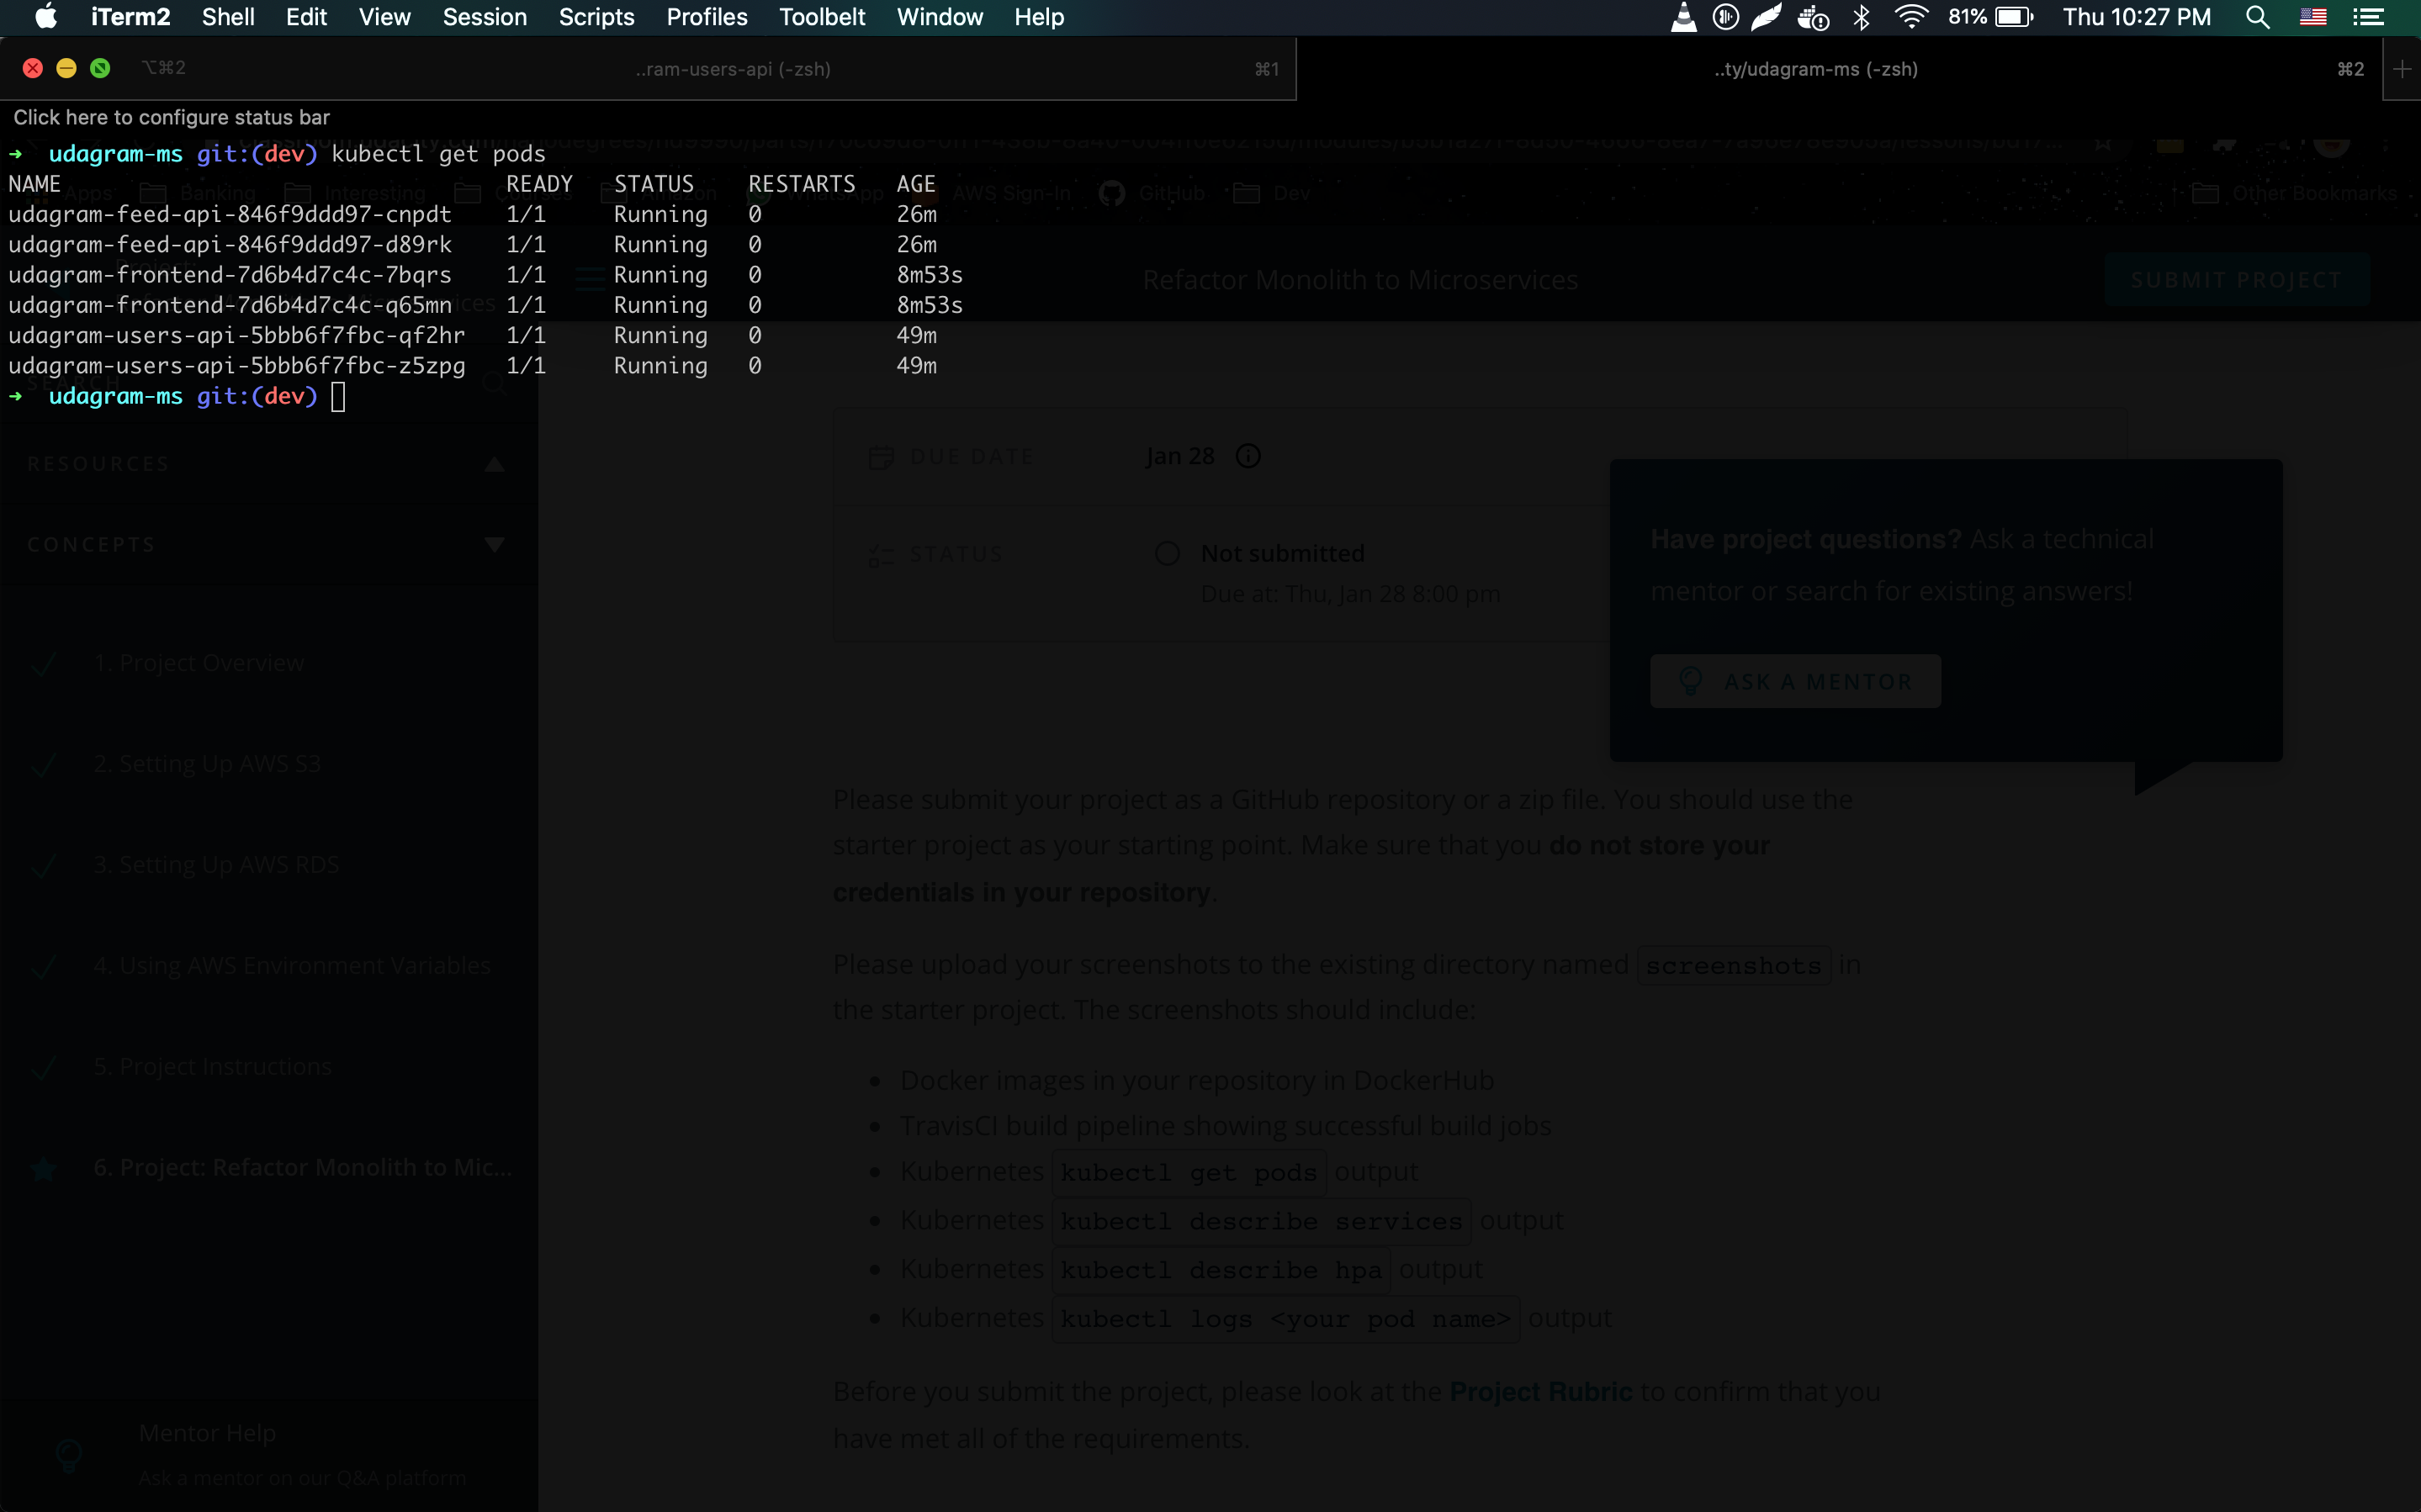 iTerm2 Shell Edit View Session Scripts Profiles Toolbelt Window Help 81% Thu 10:27 PM
⌥⌘2 ..ram-users-api (-zsh) ⌘1 ..ty/udagram-ms (-zsh) ⌘2 +
Click here to configure status bar
➜ udagram-ms git:(dev) kubectl get pods
NAME READY STATUS RESTARTS AGE
Apps Banking Interesting Courses Amazon WhatsApp AWS Sign-In GitHub Dev Other Bookmarks
udagram-feed-api-846f9ddd97-cnpdt 1/1 Running 0 26m
udagram-feed-api-846f9ddd97-d89rk 1/1 Running 0 26m
udagram-frontend-7d6b4d7c4c-7bqrs 1/1 Running 0 8m53s
udagram-frontend-7d6b4d7c4c-q65mn 1/1 Running 0 8m53s
udagram-users-api-5bbb6f7fbc-qf2hr 1/1 Running 0 49m
udagram-users-api-5bbb6f7fbc-z5zpg 1/1 Running 0 49m
➜ udagram-ms git:(dev)
Project:
Refactor Monolith to Microservices
SUBMIT PROJECT
SEARCH
RESOURCES
CONCEPTS
1. Project Overview
2. Setting Up AWS S3
3. Setting Up AWS RDS
4. Using AWS Environment Variables
5. Project Instructions
6. Project: Refactor Monolith to Mic...
Mentor Help
Ask a mentor on our Q&A platform
DUE DATE Jan 28
STATUS Not submitted
Due at: Thu, Jan 28 8:00 pm
Have project questions? Ask a technical
mentor or search for existing answers!
ASK A MENTOR
Please submit your project as a GitHub repository or a zip file. You should use the
starter project as your starting point. Make sure that you do not store your
credentials in your repository.
Please upload your screenshots to the existing directory named screenshots in
the starter project. The screenshots should include:
• Docker images in your repository in DockerHub
• TravisCI build pipeline showing successful build jobs
• Kubernetes kubectl get pods output
• Kubernetes kubectl describe services output
• Kubernetes kubectl describe hpa output
• Kubernetes kubectl logs <your pod name> output
Before you submit the project, please look at the Project Rubric to confirm that you
have met all of the requirements.